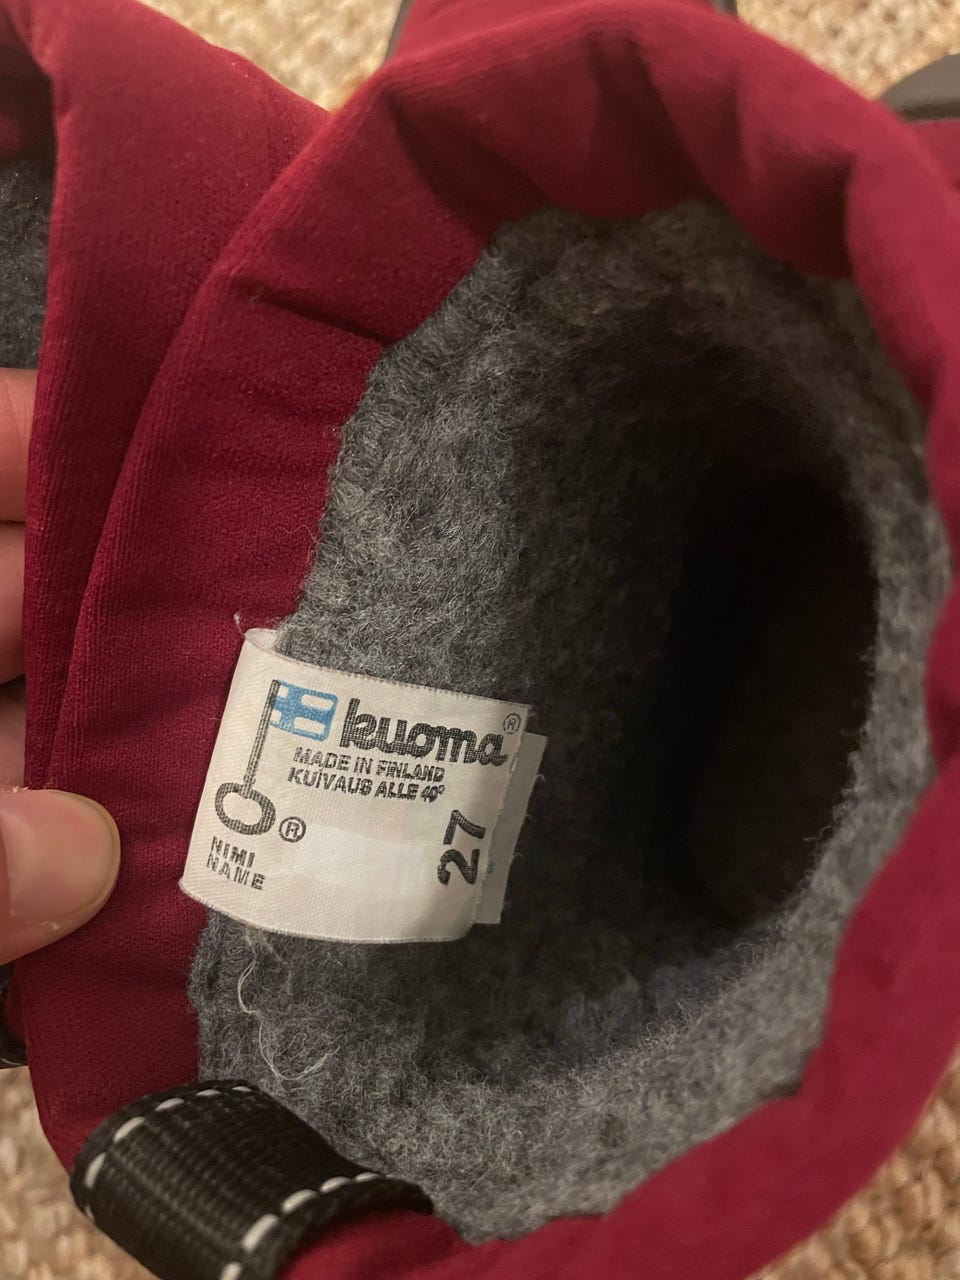 kuoma®
MADE IN FINLAND
KUIVAUS ALLE 40°
®
27
NIMI
NAME